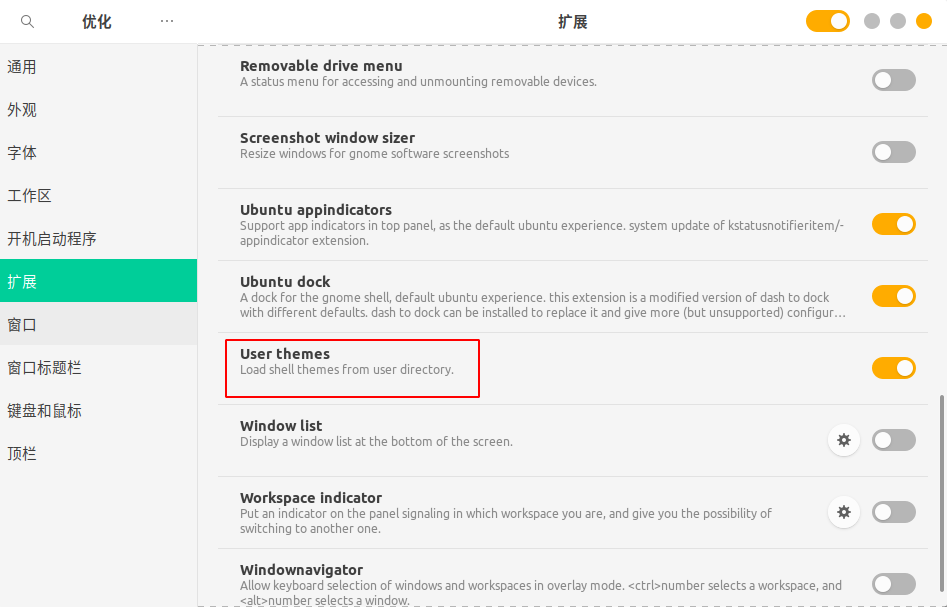 优化
···
扩展
通用
外观
字体
工作区
开机启动程序
扩展
窗口
窗口标题栏
键盘和鼠标
顶栏
Removable drive menu
A status menu for accessing and unmounting removable devices.
Screenshot window sizer
Resize windows for gnome software screenshots
Ubuntu appindicators
Support app indicators in top panel, as the default ubuntu experience. system update of kstatusnotifieritem/-
appindicator extension.
Ubuntu dock
A dock for the gnome shell, default ubuntu experience. this extension is a modified version of dash to dock
with different defaults. dash to dock can be installed to replace it and give more (but unsupported) configur…
User themes
Load shell themes from user directory.
Window list
Display a window list at the bottom of the screen.
Workspace indicator
Put an indicator on the panel signaling in which workspace you are, and give you the possibility of
switching to another one.
Windownavigator
Allow keyboard selection of windows and workspaces in overlay mode. <ctrl>number selects a workspace, and
<alt>number selects a window.